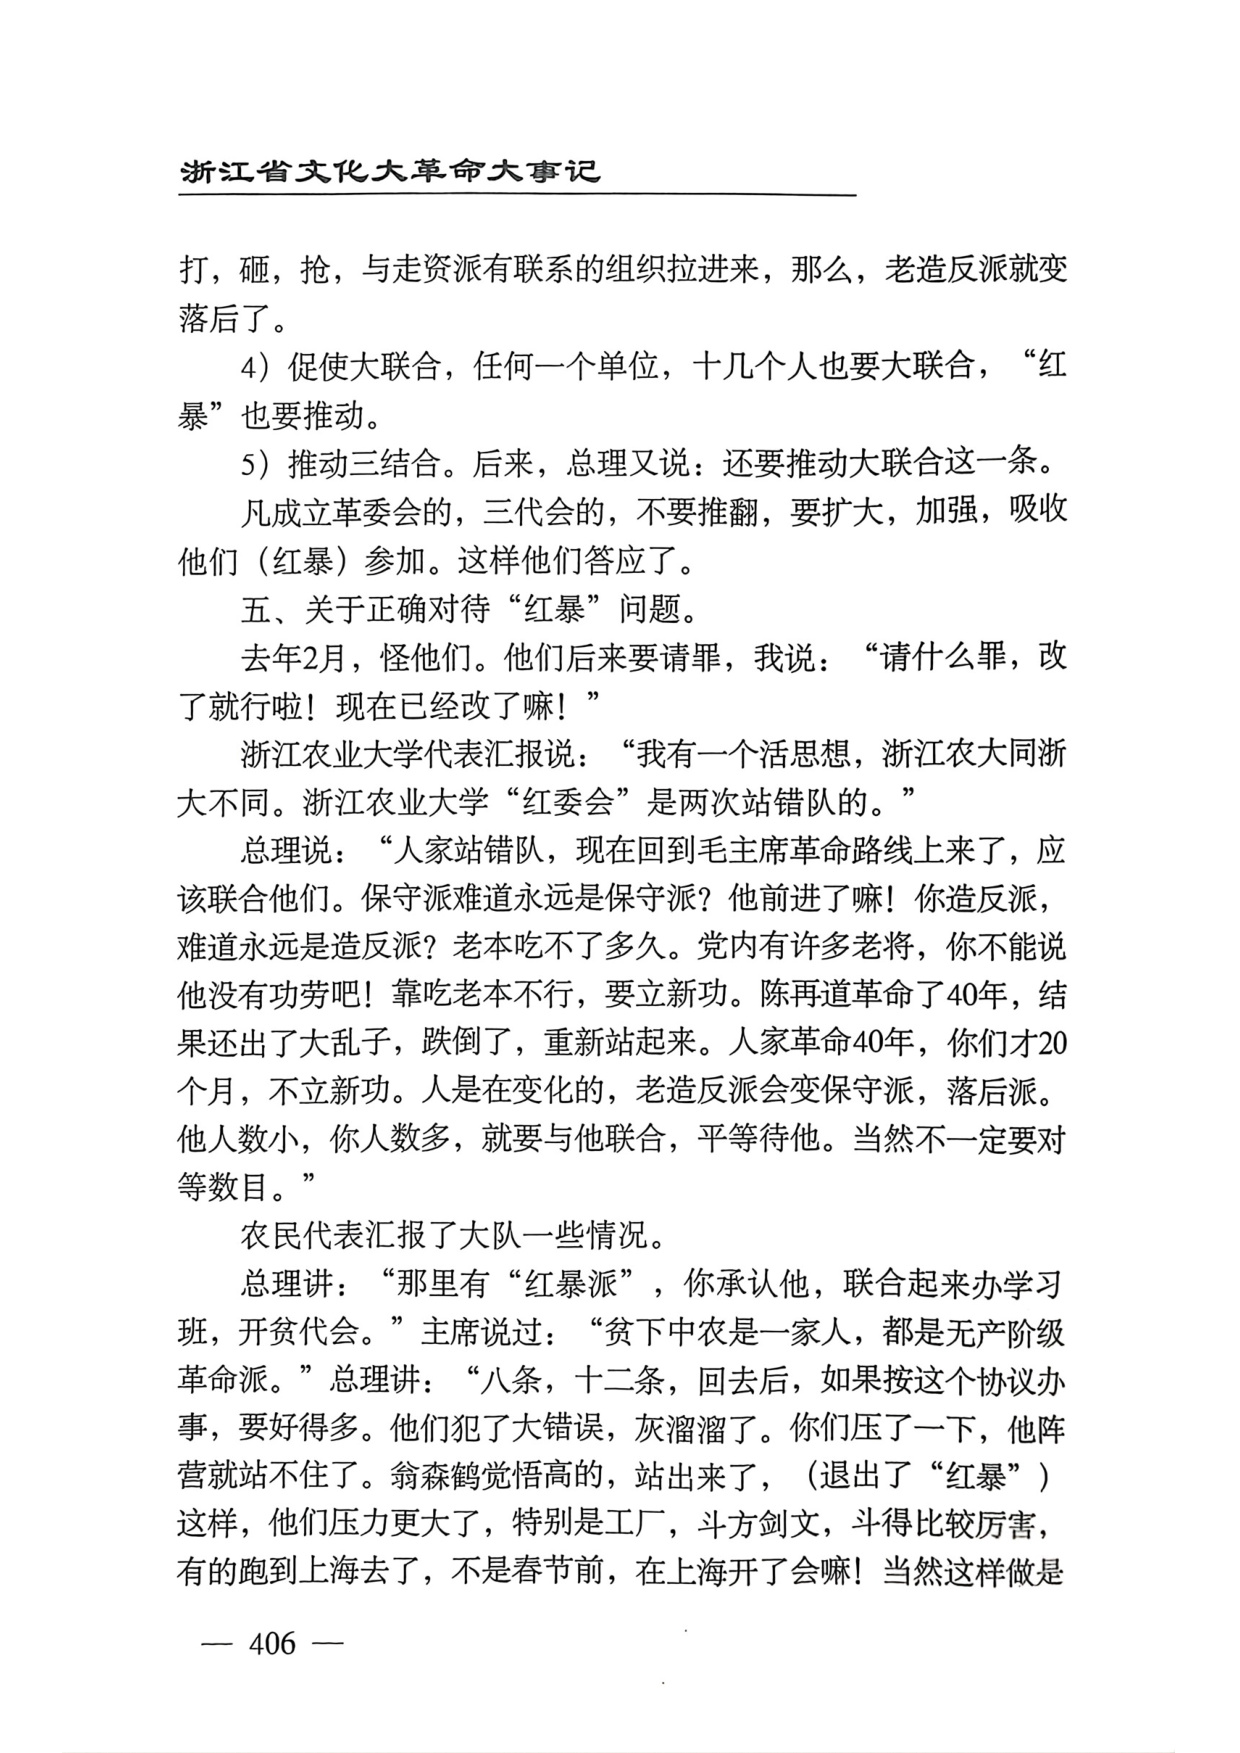 浙江省文化大革命大事记
打，砸，抢，与走资派有联系的组织拉进来，那么，老造反派就变
落后了。
4）促使大联合，任何一个单位，十几个人也要大联合，“红
暴”也要推动。
5）推动三结合。后来，总理又说：还要推动大联合这一条。
凡成立革委会的，三代会的，不要推翻，要扩大，加强，吸收
他们（红暴）参加。这样他们答应了。
五、关于正确对待“红暴”问题。
去年2月，怪他们。他们后来要请罪，我说：“请什么罪，改
了就行啦！现在已经改了嘛！”
浙江农业大学代表汇报说：“我有一个活思想，浙江农大同浙
大不同。浙江农业大学“红委会”是两次站错队的。”
总理说：“人家站错队，现在回到毛主席革命路线上来了，应
该联合他们。保守派难道永远是保守派？他前进了嘛！你造反派，
难道永远是造反派？老本吃不了多久。党内有许多老将，你不能说
他没有功劳吧！靠吃老本不行，要立新功。陈再道革命了40年，结
果还出了大乱子，跌倒了，重新站起来。人家革命40年，你们才20
个月，不立新功。人是在变化的，老造反派会变保守派，落后派。
他人数小，你人数多，就要与他联合，平等待他。当然不一定要对
等数目。”
农民代表汇报了大队一些情况。
总理讲：“那里有“红暴派”，你承认他，联合起来办学习
班，开贫代会。”主席说过：“贫下中农是一家人，都是无产阶级
革命派。”总理讲：“八条，十二条，回去后，如果按这个协议办
事，要好得多。他们犯了大错误，灰溜溜了。你们压了一下，他阵
营就站不住了。翁森鹤觉悟高的，站出来了，（退出了“红暴”）
这样，他们压力更大了，特别是工厂，斗方剑文，斗得比较厉害，
有的跑到上海去了，不是春节前，在上海开了会嘛！当然这样做是
— 406 —